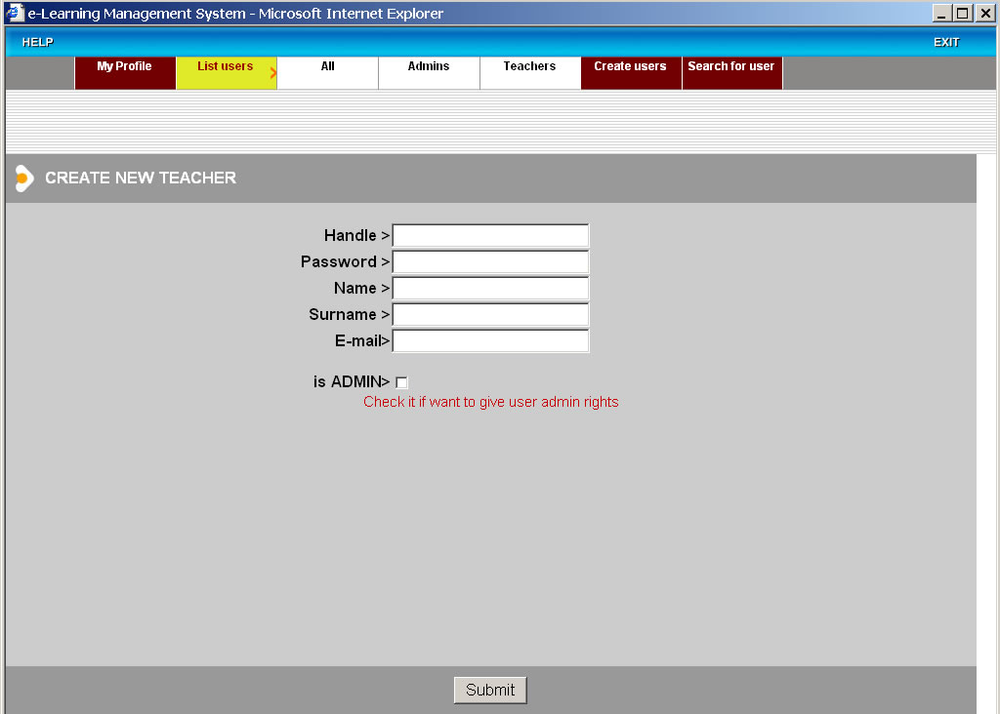 e-Learning Management System - Microsoft Internet Explorer
HELP EXIT
My Profile List users All Admins Teachers Create users Search for user
CREATE NEW TEACHER
Handle >
Password >
Name >
Surname >
E-mail>
is ADMIN>
Check it if want to give user admin rights
Submit